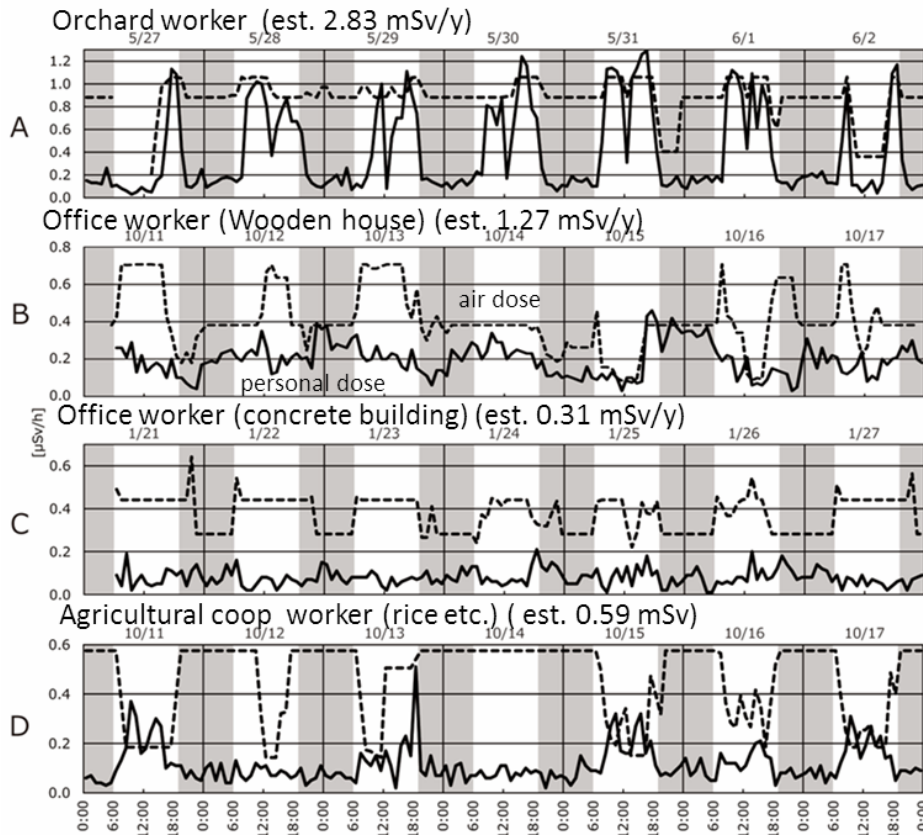 Orchard worker (est. 2.83 mSv/y)
5/27 5/28 5/29 5/30 5/31 6/1 6/2
1.2
1.0
0.8
0.6
0.4
0.2
0.0
A
Office worker (Wooden house) (est. 1.27 mSv/y)
10/11 10/12 10/13 10/14 10/15 10/16 10/17
0.8
0.6
0.4
0.2
0.0
B
air dose
personal dose
[μSv/h]
Office worker (concrete building) (est. 0.31 mSv/y)
1/21 1/22 1/23 1/24 1/25 1/26 1/27
0.6
0.4
0.2
0.0
C
Agricultural coop worker (rice etc.) ( est. 0.59 mSv)
10/11 10/12 10/13 10/14 10/15 10/16 10/17
0.6
0.4
0.2
0.0
D
0:00 6:00 12:00 18:00 0:00 6:00 12:00 18:00 0:00 6:00 12:00 18:00 0:00 6:00 12:00 18:00 0:00 6:00 12:00 18:00 0:00 6:00 12:00 18:00 0:00 6:00 12:00 18:00 0:00